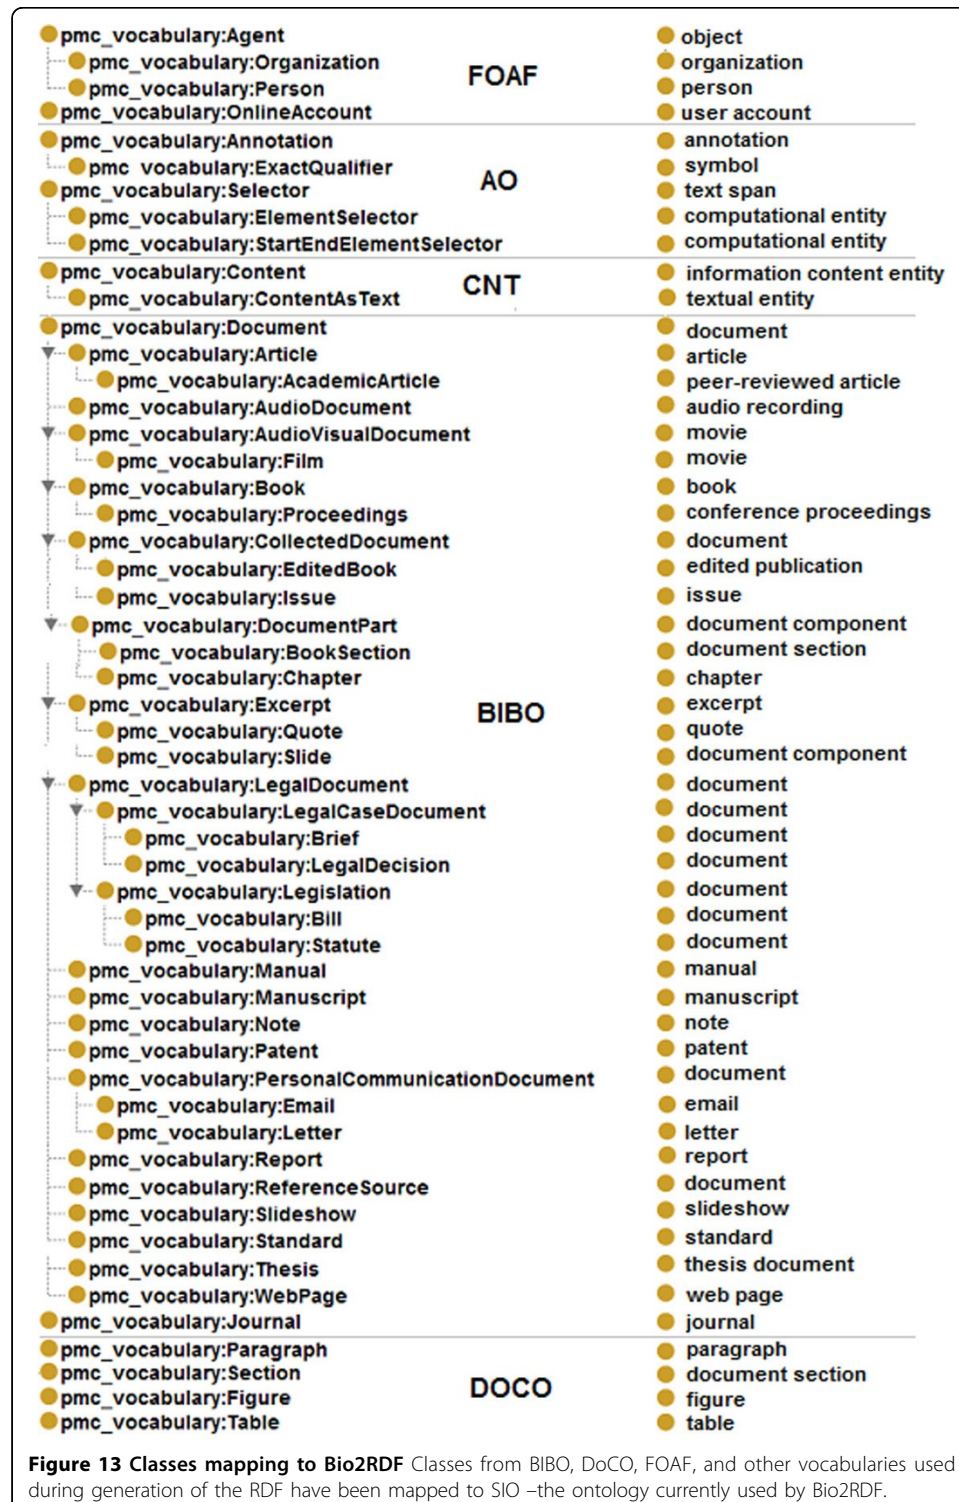 pmc_vocabulary:Agent object
pmc_vocabulary:Organization organization
FOAF
pmc_vocabulary:Person person
pmc_vocabulary:OnlineAccount user account
pmc_vocabulary:Annotation annotation
pmc_vocabulary:ExactQualifier symbol
AO
pmc_vocabulary:Selector text span
pmc_vocabulary:ElementSelector computational entity
pmc_vocabulary:StartEndElementSelector computational entity
pmc_vocabulary:Content information content entity
CNT
pmc_vocabulary:ContentAsText textual entity
pmc_vocabulary:Document document
pmc_vocabulary:Article article
pmc_vocabulary:AcademicArticle peer-reviewed article
pmc_vocabulary:AudioDocument audio recording
pmc_vocabulary:AudioVisualDocument movie
pmc_vocabulary:Film movie
pmc_vocabulary:Book book
pmc_vocabulary:Proceedings conference proceedings
pmc_vocabulary:CollectedDocument document
pmc_vocabulary:EditedBook edited publication
pmc_vocabulary:Issue issue
pmc_vocabulary:DocumentPart document component
pmc_vocabulary:BookSection document section
pmc_vocabulary:Chapter chapter
pmc_vocabulary:Excerpt excerpt
BIBO
pmc_vocabulary:Quote quote
pmc_vocabulary:Slide document component
pmc_vocabulary:LegalDocument document
pmc_vocabulary:LegalCaseDocument document
pmc_vocabulary:Brief document
pmc_vocabulary:LegalDecision document
pmc_vocabulary:Legislation document
pmc_vocabulary:Bill document
pmc_vocabulary:Statute document
pmc_vocabulary:Manual manual
pmc_vocabulary:Manuscript manuscript
pmc_vocabulary:Note note
pmc_vocabulary:Patent patent
pmc_vocabulary:PersonalCommunicationDocument document
pmc_vocabulary:Email email
pmc_vocabulary:Letter letter
pmc_vocabulary:Report report
pmc_vocabulary:ReferenceSource document
pmc_vocabulary:Slideshow slideshow
pmc_vocabulary:Standard standard
pmc_vocabulary:Thesis thesis document
pmc_vocabulary:WebPage web page
pmc_vocabulary:Journal journal
pmc_vocabulary:Paragraph paragraph
pmc_vocabulary:Section document section
DOCO
pmc_vocabulary:Figure figure
pmc_vocabulary:Table table
Figure 13 Classes mapping to Bio2RDF Classes from BIBO, DoCO, FOAF, and other vocabularies used
during generation of the RDF have been mapped to SIO –the ontology currently used by Bio2RDF.